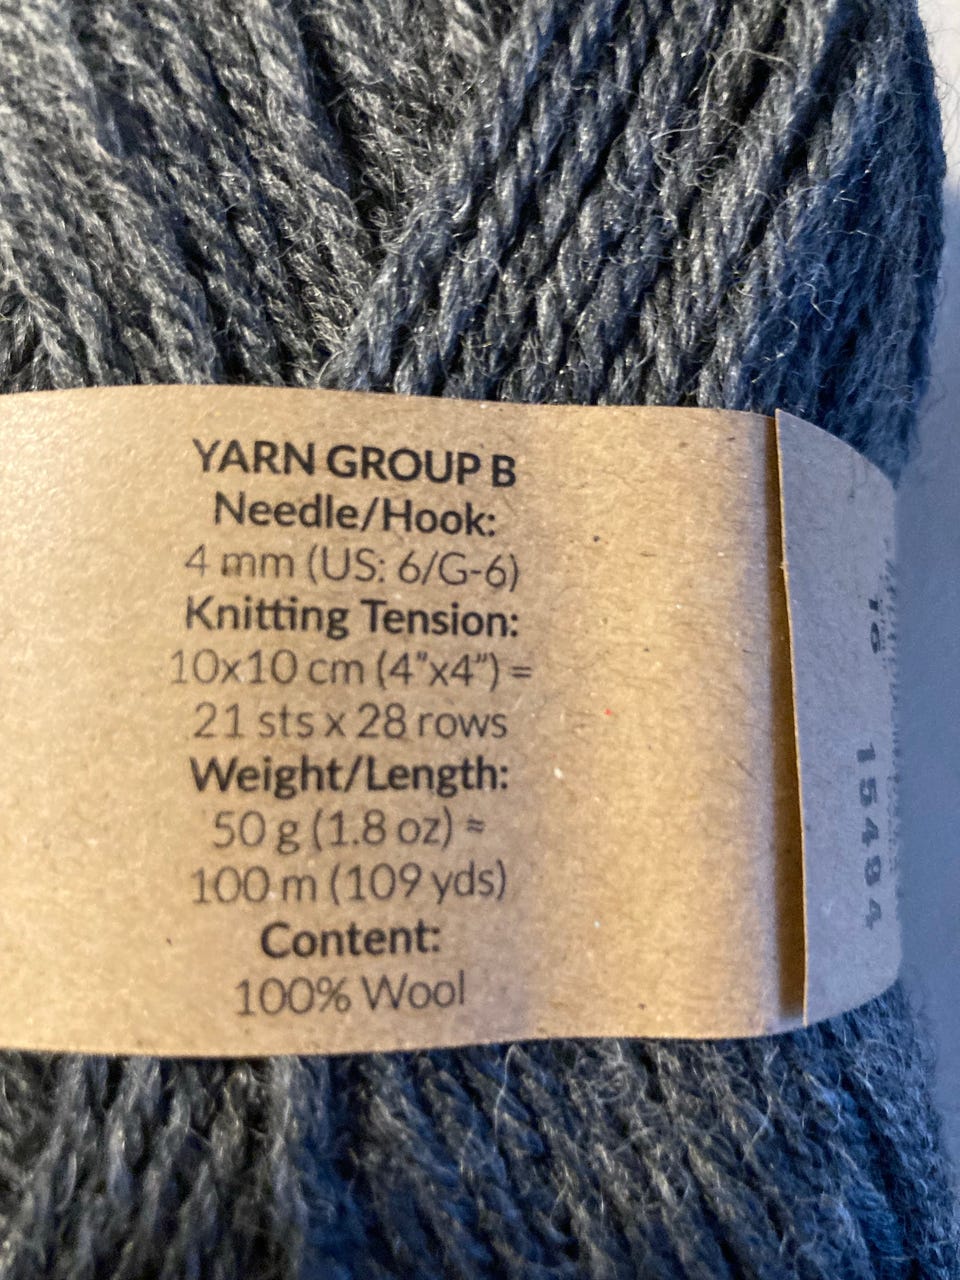 YARN GROUP B
Needle/Hook:
4 mm (US: 6/G-6)
Knitting Tension:
10x10 cm (4"x4") =
21 sts x 28 rows
Weight/Length:
50 g (1.8 oz) ≈
100 m (109 yds)
Content:
100% Wool
16
15484